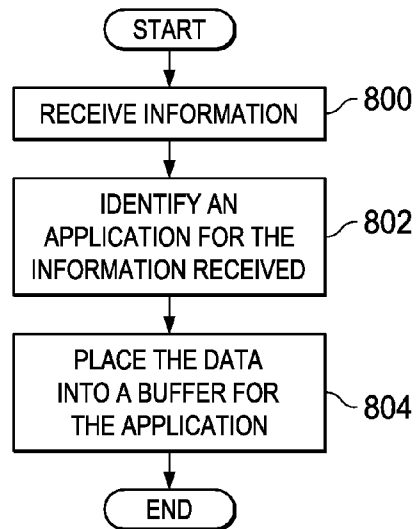 START
RECEIVE INFORMATION
800
IDENTIFY AN
APPLICATION FOR THE
INFORMATION RECEIVED
802
PLACE THE DATA
INTO A BUFFER FOR
THE APPLICATION
804
END